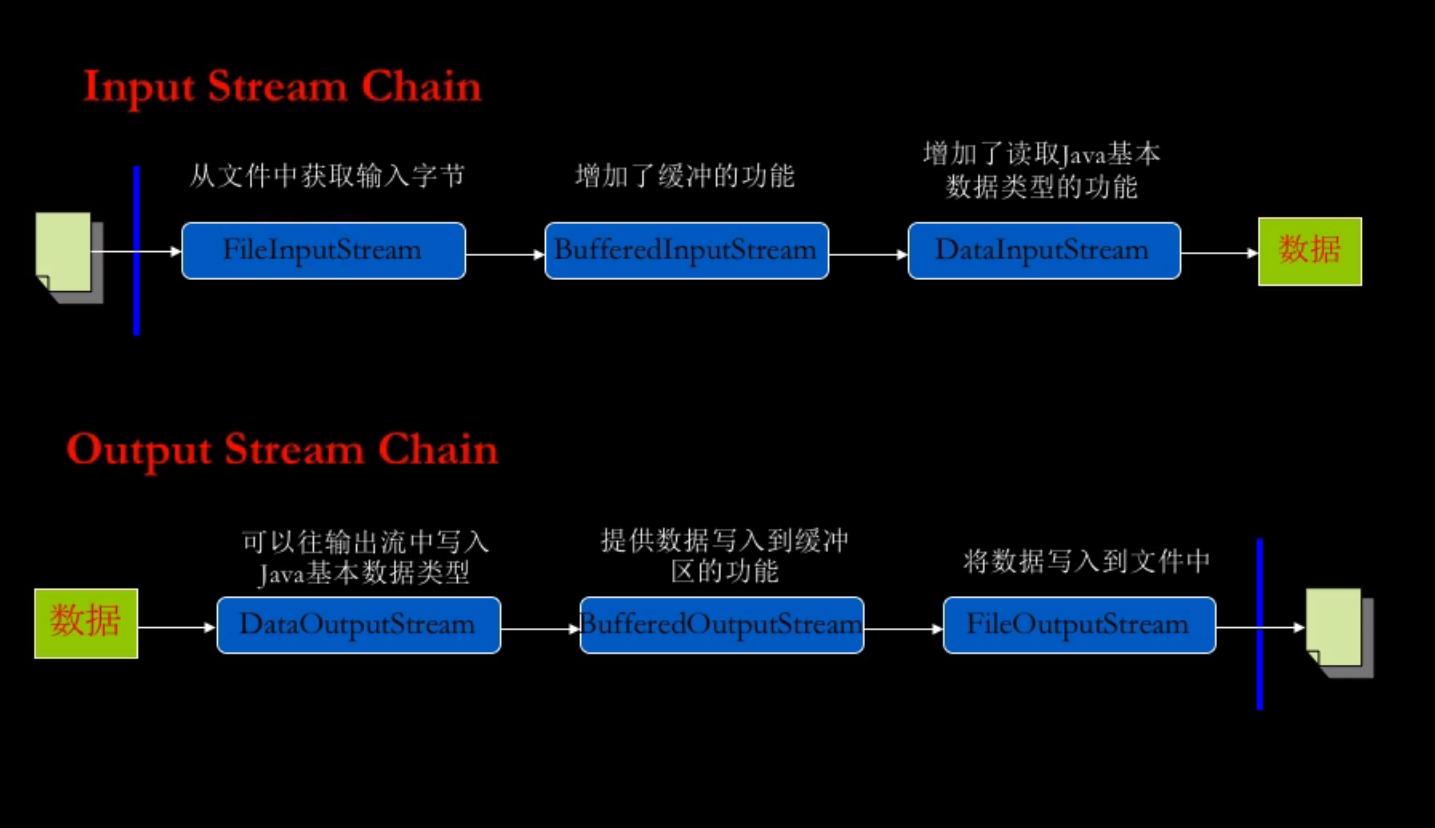 Input Stream Chain
从文件中获取输入字节
增加了缓冲的功能
增加了读取Java基本
数据类型的功能
FileInputStream
BufferedInputStream
DataInputStream
数据
Output Stream Chain
可以往输出流中写入
Java基本数据类型
提供数据写入到缓冲
区的功能
将数据写入到文件中
数据
DataOutputStream
BufferedOutputStream
FileOutputStream